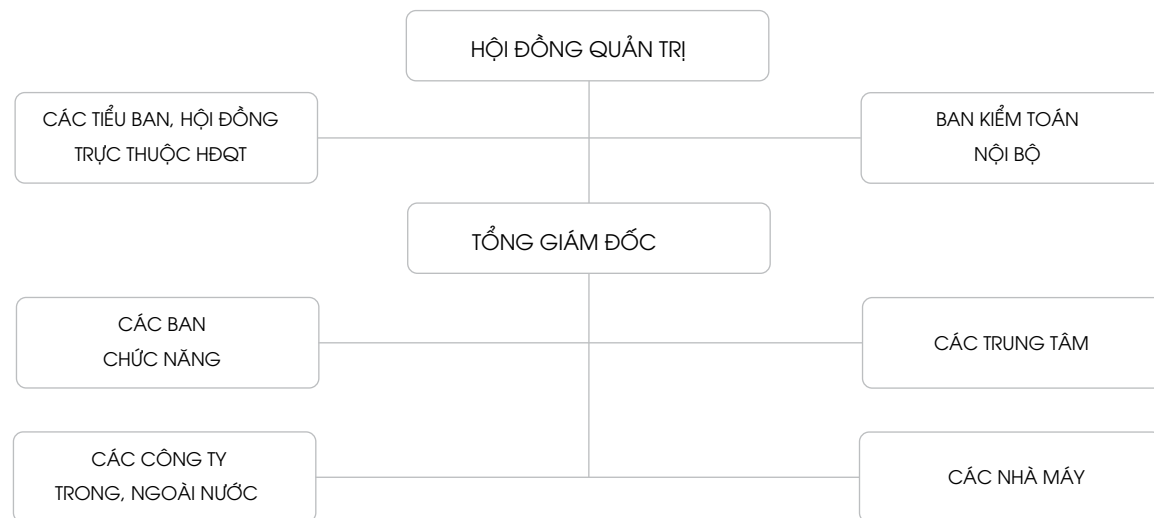 HỘI ĐỒNG QUẢN TRỊ
CÁC TIỂU BAN, HỘI ĐỒNG
TRỰC THUỘC HĐQT
BAN KIỂM TOÁN
NỘI BỘ
TỔNG GIÁM ĐỐC
CÁC BAN
CHỨC NĂNG
CÁC TRUNG TÂM
CÁC CÔNG TY
TRONG, NGOÀI NƯỚC
CÁC NHÀ MÁY